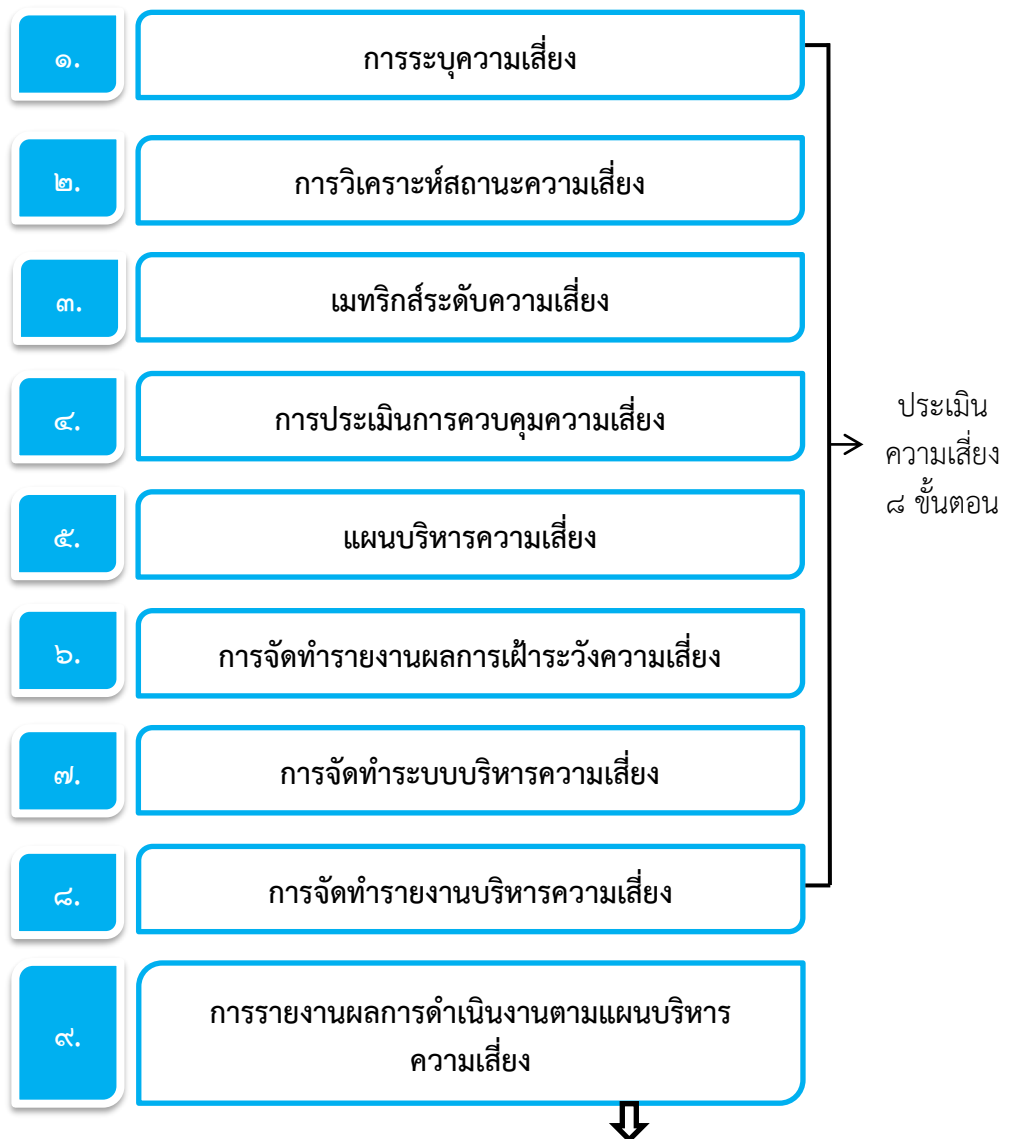 ๑.
การระบุความเสี่ยง
๒.
การวิเคราะห์สถานะความเสี่ยง
๓.
เมทริกส์ระดับความเสี่ยง
๔.
การประเมินการควบคุมความเสี่ยง
๕.
แผนบริหารความเสี่ยง
๖.
การจัดทำรายงานผลการเฝ้าระวังความเสี่ยง
๗.
การจัดทำระบบบริหารความเสี่ยง
๘.
การจัดทำรายงานบริหารความเสี่ยง
๙.
การรายงานผลการดำเนินงานตามแผนบริหาร
ความเสี่ยง
ประเมิน
ความเสี่ยง
๘ ขั้นตอน